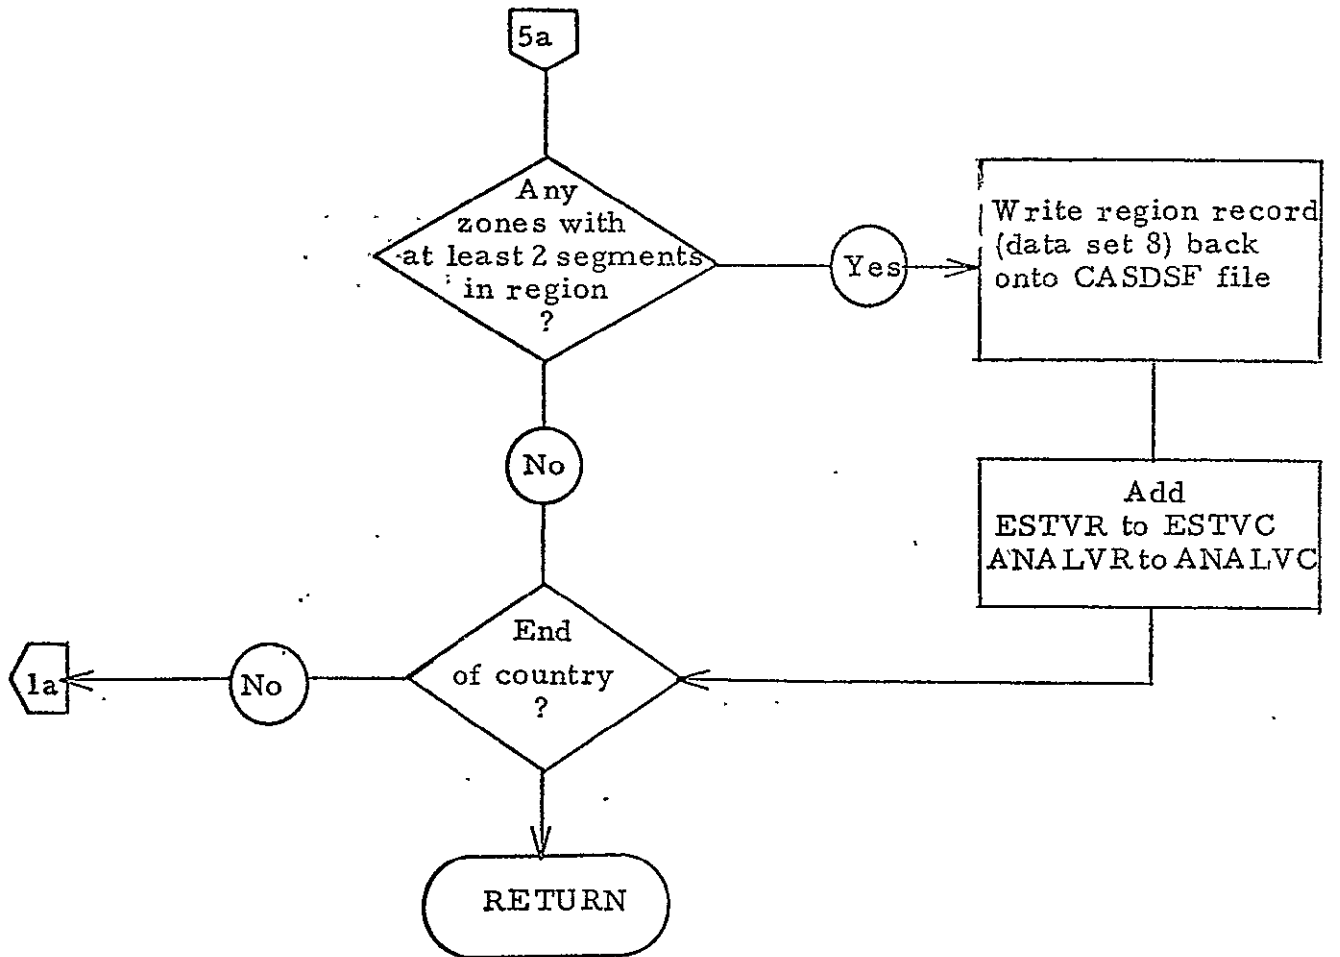 5a
Any
zones with
at least 2 segments
in region
?
Yes
Write region record
(data set 8) back
onto CASDSF file
No
Add
ESTVR to ESTVC
ANALVR to ANALVC
End
of country
?
No
1a
RETURN